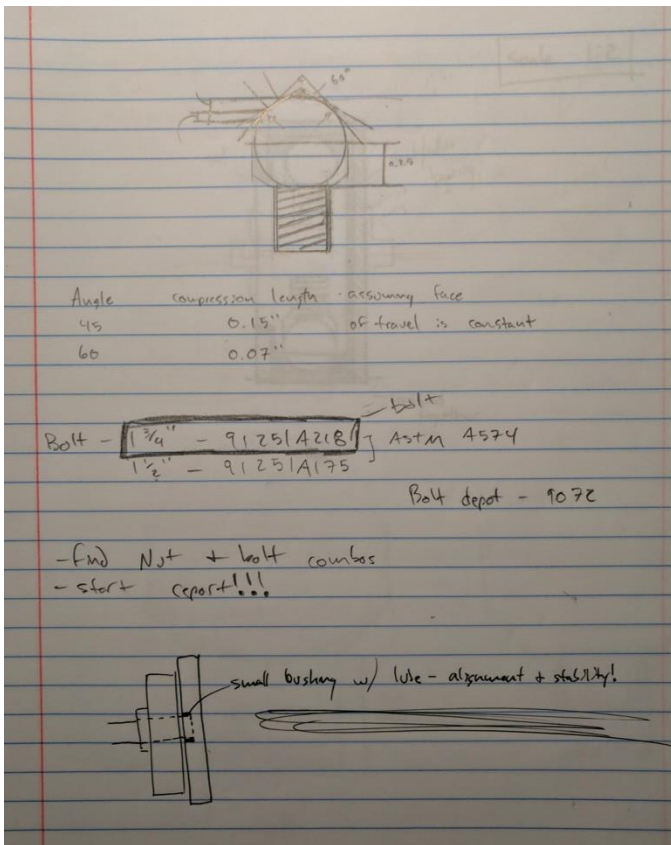 60°
0.25
Angle compression length - assuming face
45 0.15" of travel is constant
60 0.07"
bolt
Bolt - 1 3/4" - 91251A218 ] ASTM A574
1 1/2" - 91251A175
Bolt depot - 9072
- find Nut + bolt combos
- start report!!!
small bushing w/ lube - alignment + stability!